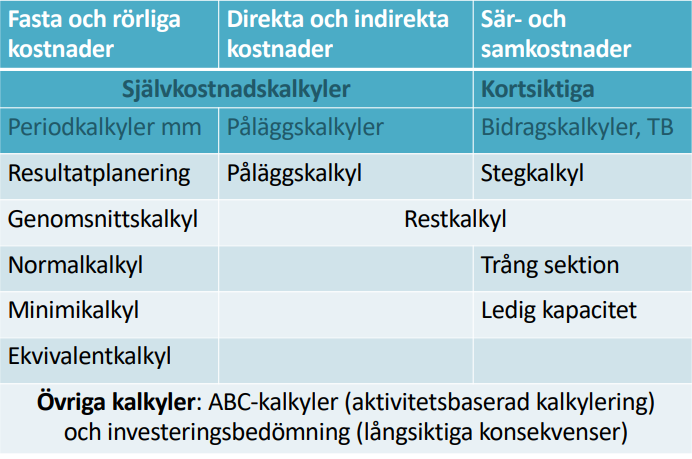 Fasta och rörliga kostnader Direkta och indirekta kostnader Sär- och samkostnader
Självkostnadskalkyler Kortsiktiga
Periodkalkyler mm Påläggskalkyler Bidragskalkyler, TB
Resultatplanering Påläggskalkyl Stegkalkyl
Genomsnittskalkyl Restkalkyl
Normalkalkyl Trång sektion
Minimikalkyl Ledig kapacitet
Ekvivalentkalkyl
Övriga kalkyler: ABC-kalkyler (aktivitetsbaserad kalkylering)
och investeringsbedömning (långsiktiga konsekvenser)